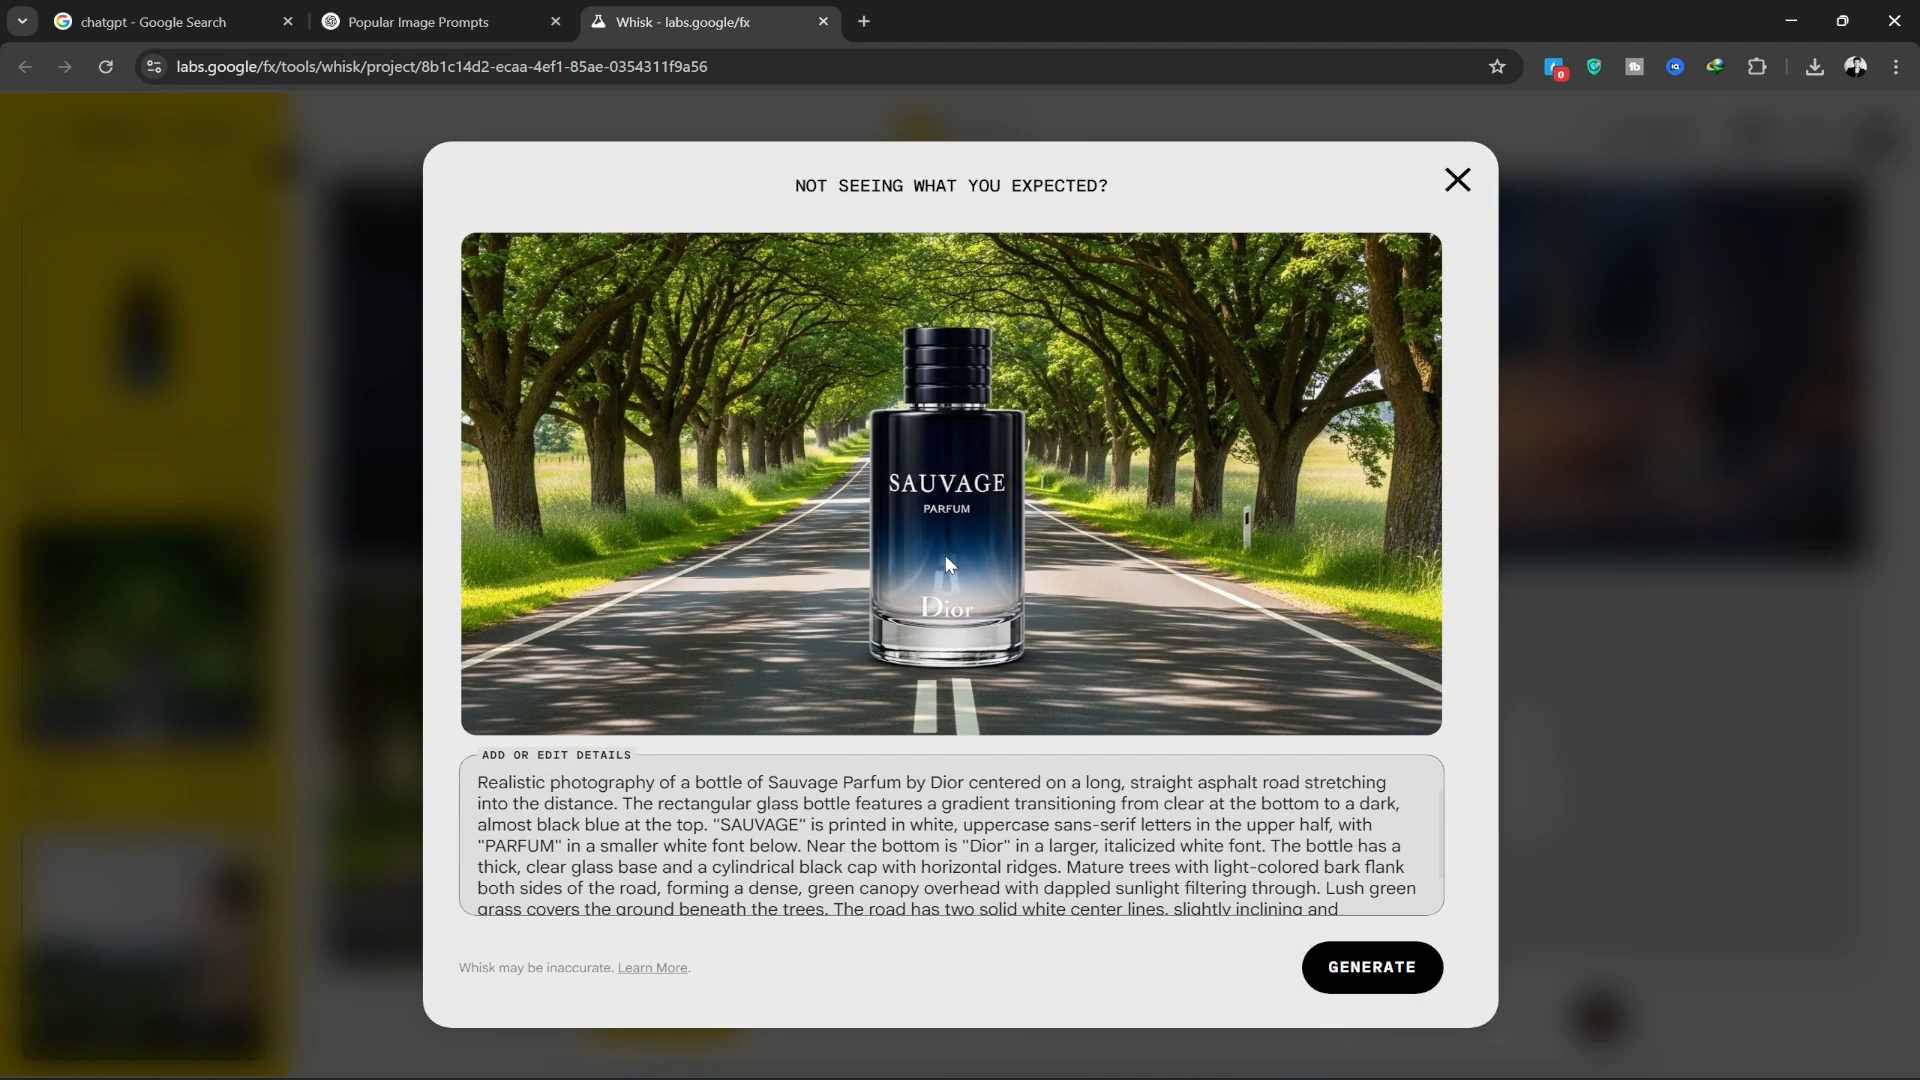 chatgpt - Google Search
Popular Image Prompts
Whisk - labs.google/fx
labs.google/fx/tools/whisk/project/8b1c14d2-ecaa-4ef1-85ae-0354311f9a56
0
tb
IQ
NOT SEEING WHAT YOU EXPECTED?
SAUVAGE
PARFUM
Dior
ADD OR EDIT DETAILS
Realistic photography of a bottle of Sauvage Parfum by Dior centered on a long, straight asphalt road stretching
into the distance. The rectangular glass bottle features a gradient transitioning from clear at the bottom to a dark,
almost black blue at the top. "SAUVAGE" is printed in white, uppercase sans-serif letters in the upper half, with
"PARFUM" in a smaller white font below. Near the bottom is "Dior" in a larger, italicized white font. The bottle has a
thick, clear glass base and a cylindrical black cap with horizontal ridges. Mature trees with light-colored bark flank
both sides of the road, forming a dense, green canopy overhead with dappled sunlight filtering through. Lush green
grass covers the ground beneath the trees. The road has two solid white center lines, slightly inclining and
Whisk may be inaccurate. Learn More.
GENERATE